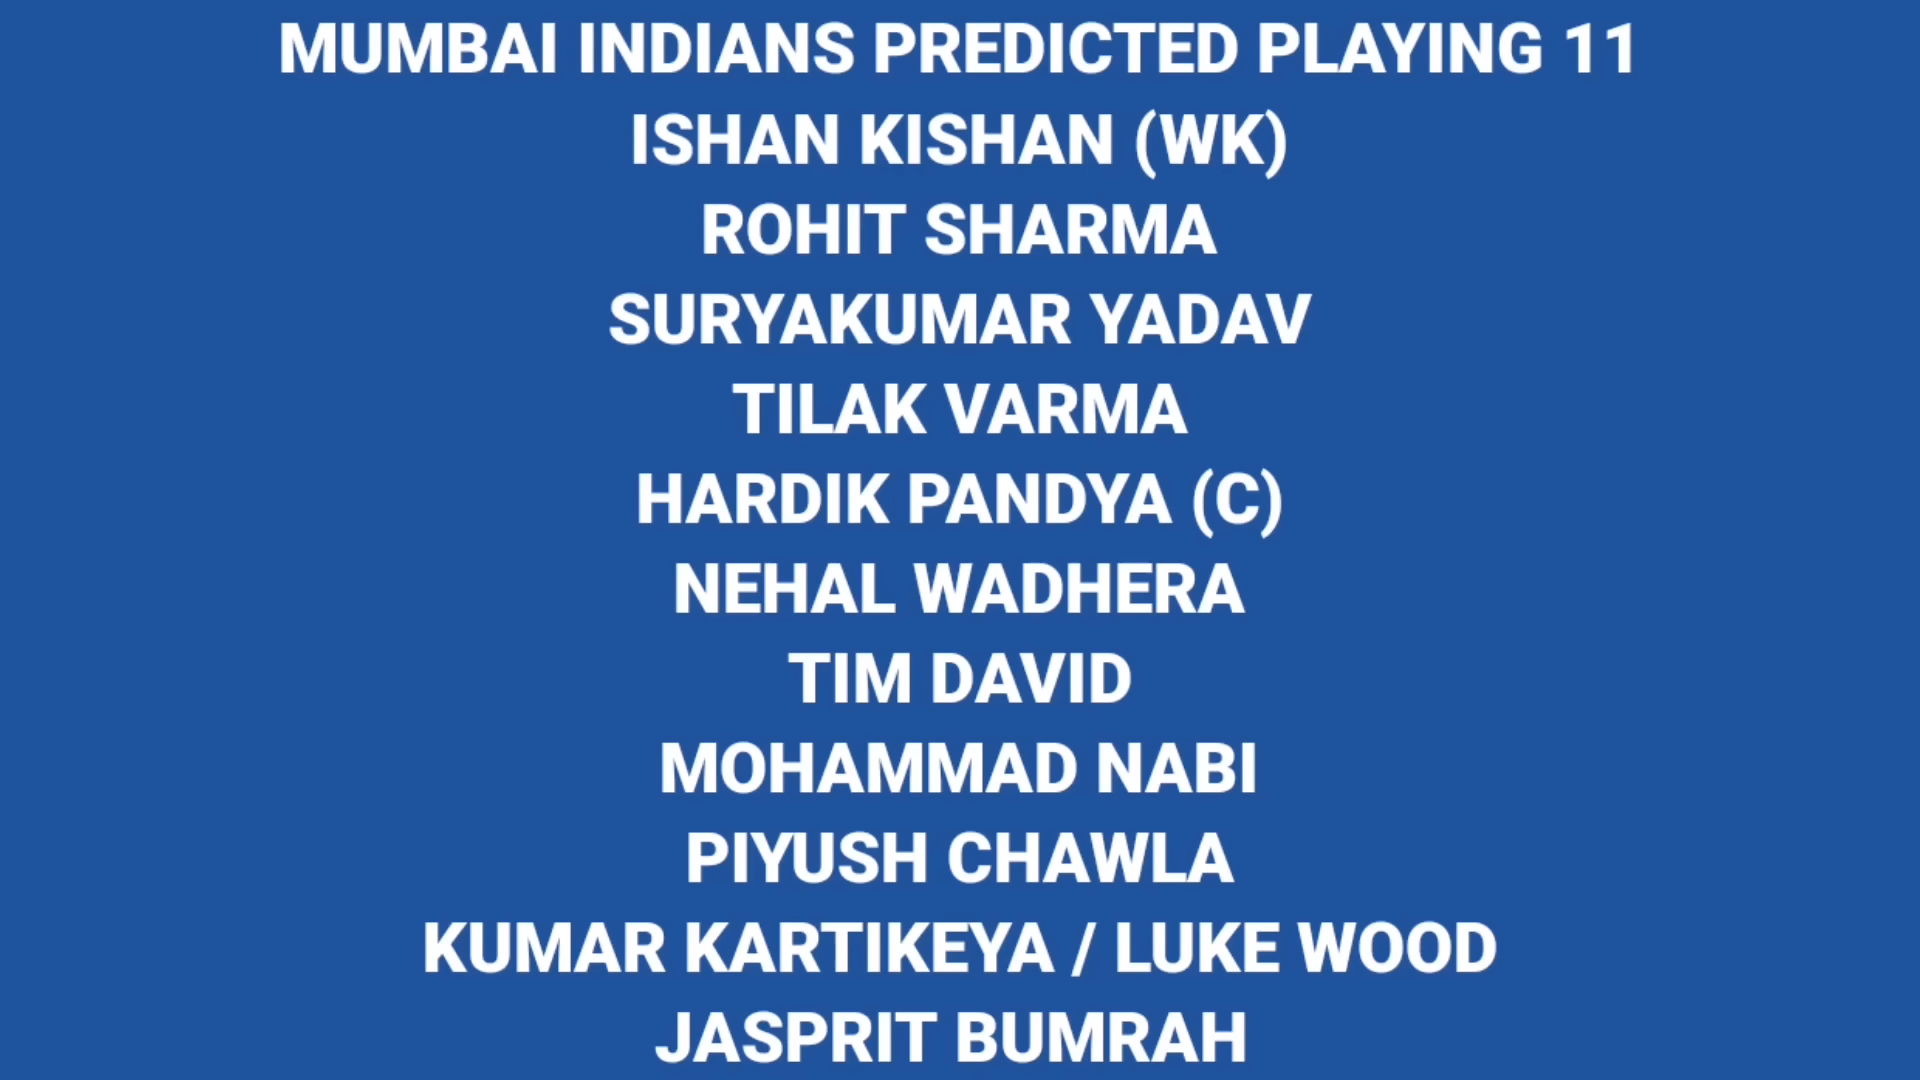 MUMBAI INDIANS PREDICTED PLAYING 11
ISHAN KISHAN (WK)
ROHIT SHARMA
SURYAKUMAR YADAV
TILAK VARMA
HARDIK PANDYA (C)
NEHAL WADHERA
TIM DAVID
MOHAMMAD NABI
PIYUSH CHAWLA
KUMAR KARTIKEYA / LUKE WOOD
JASPRIT BUMRAH